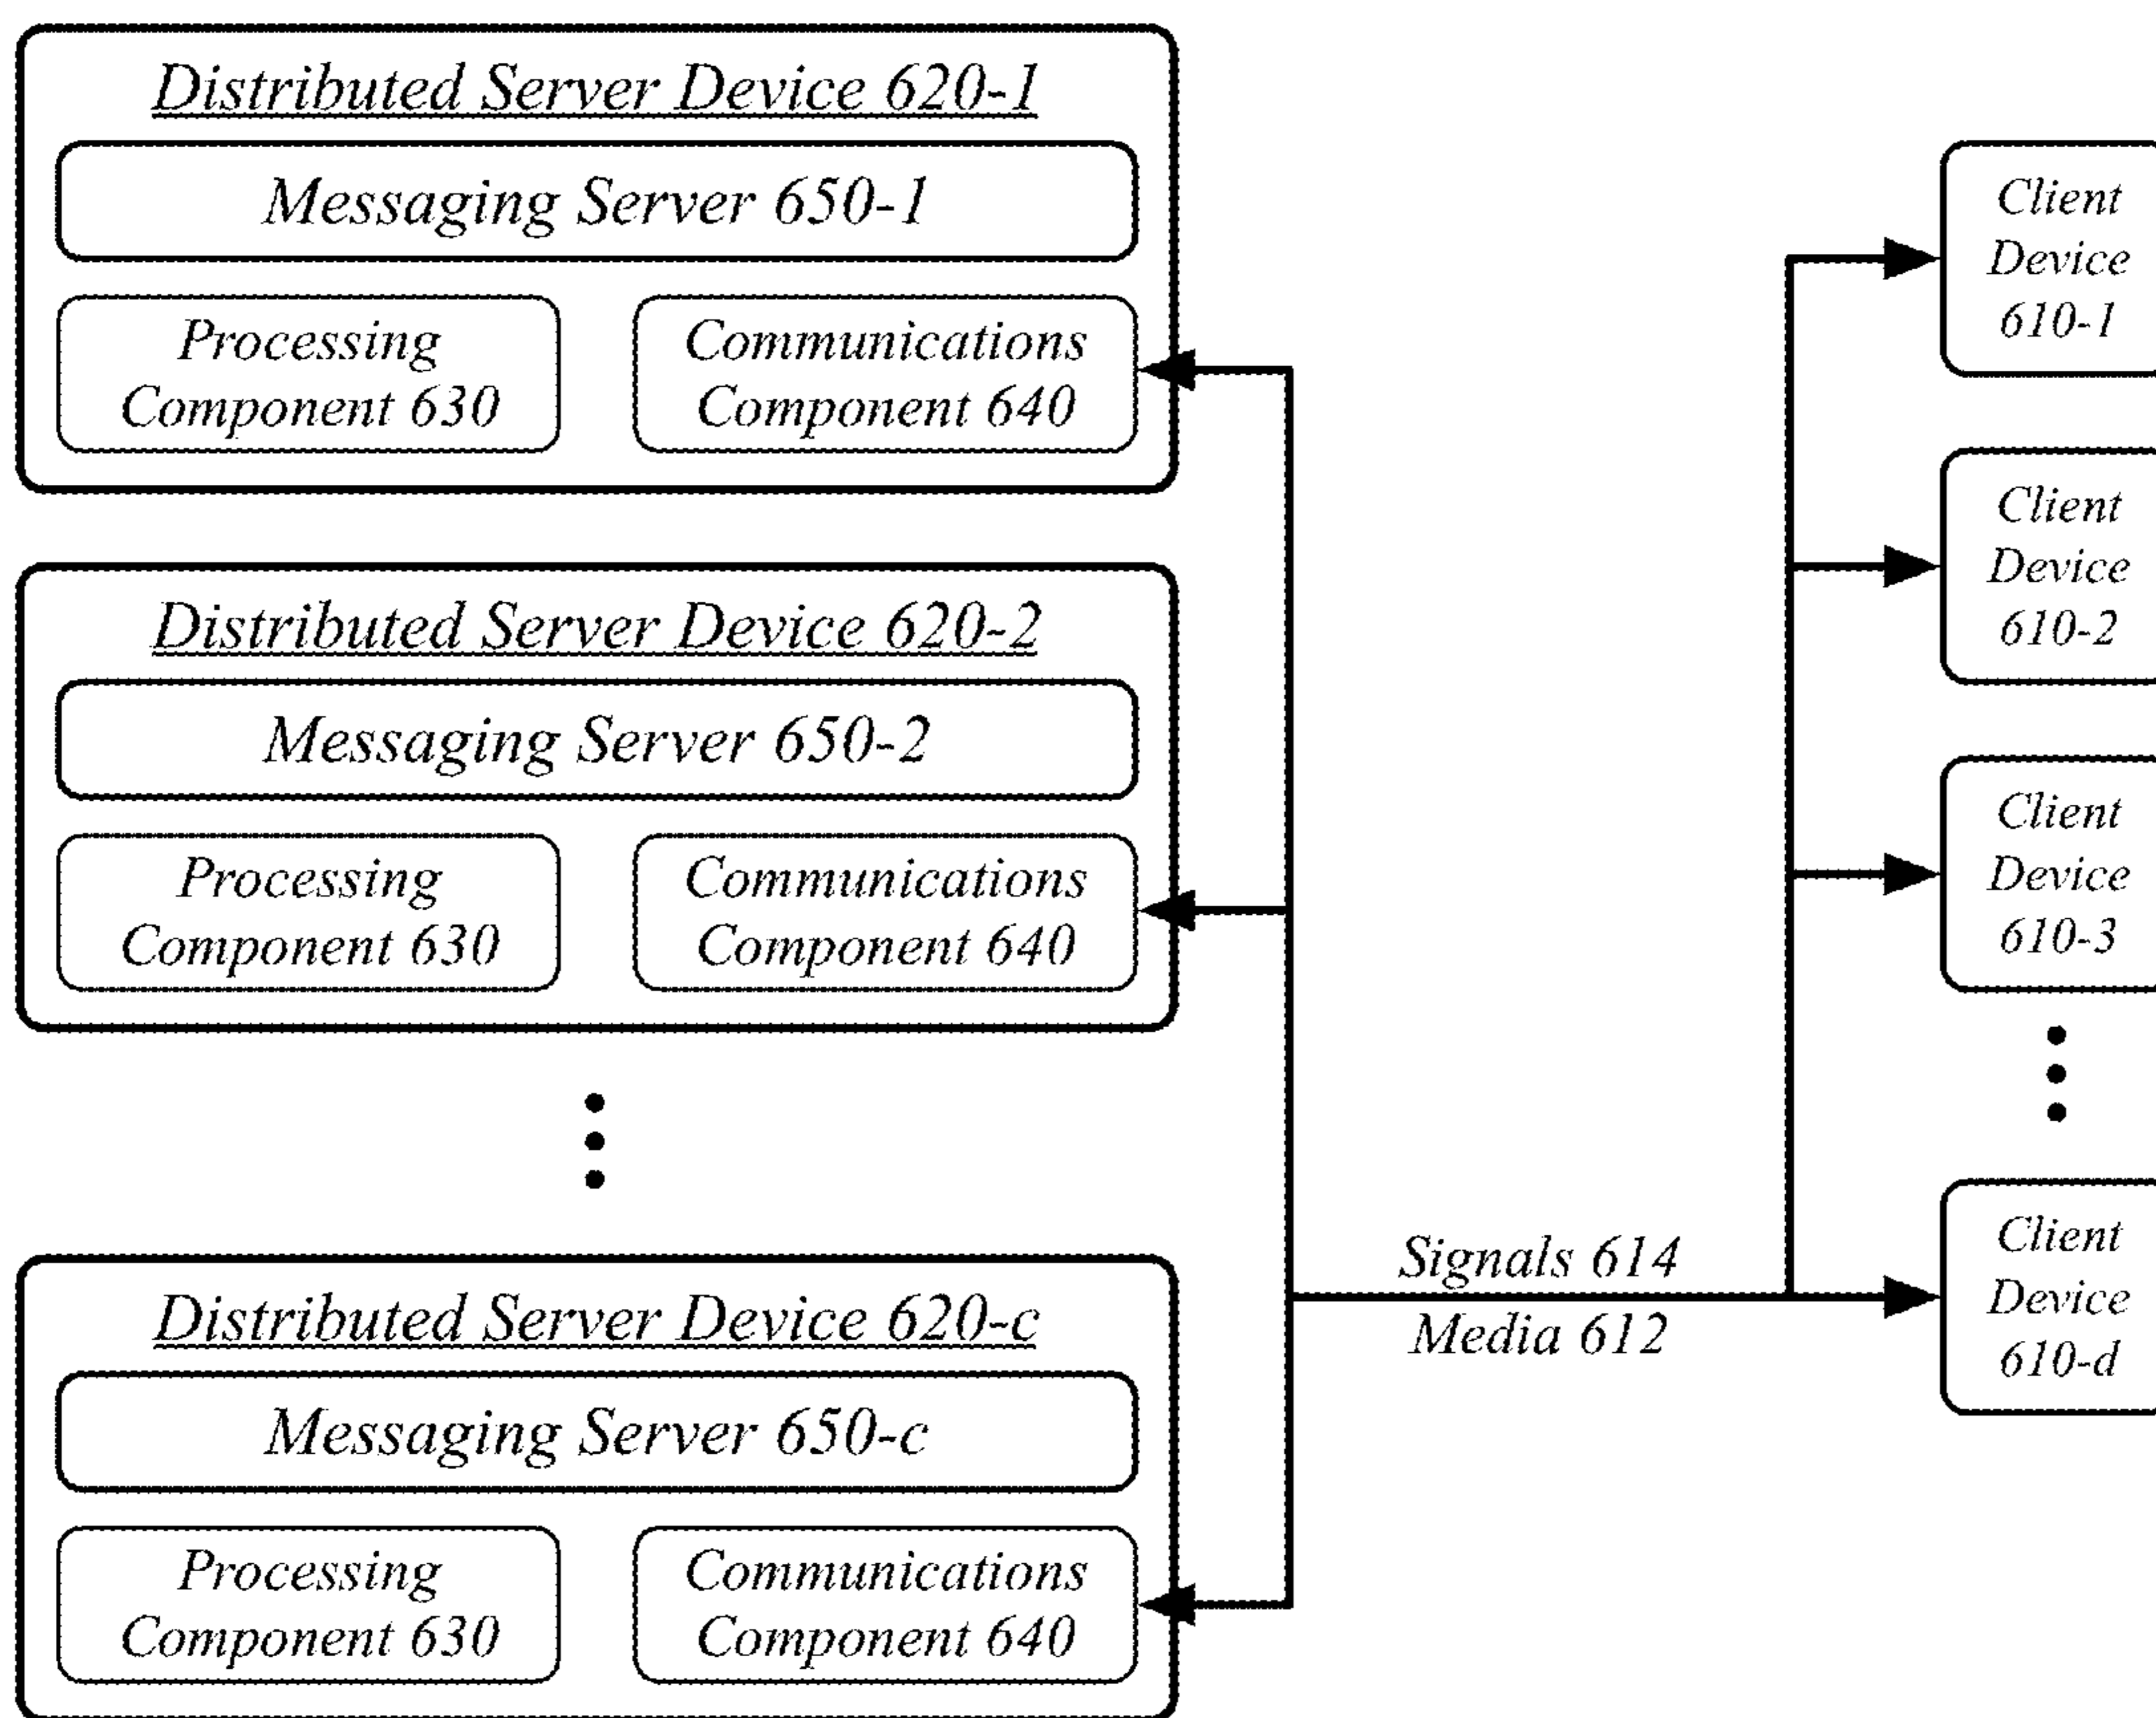 Distributed Server Device 620-1
Messaging Server 650-1
Processing
Component 630
Communications
Component 640
Distributed Server Device 620-2
Messaging Server 650-2
Processing
Component 630
Communications
Component 640
Distributed Server Device 620-c
Messaging Server 650-c
Processing
Component 630
Communications
Component 640
Signals 614
Media 612
Client
Device
610-1
Client
Device
610-2
Client
Device
610-3
Client
Device
610-d